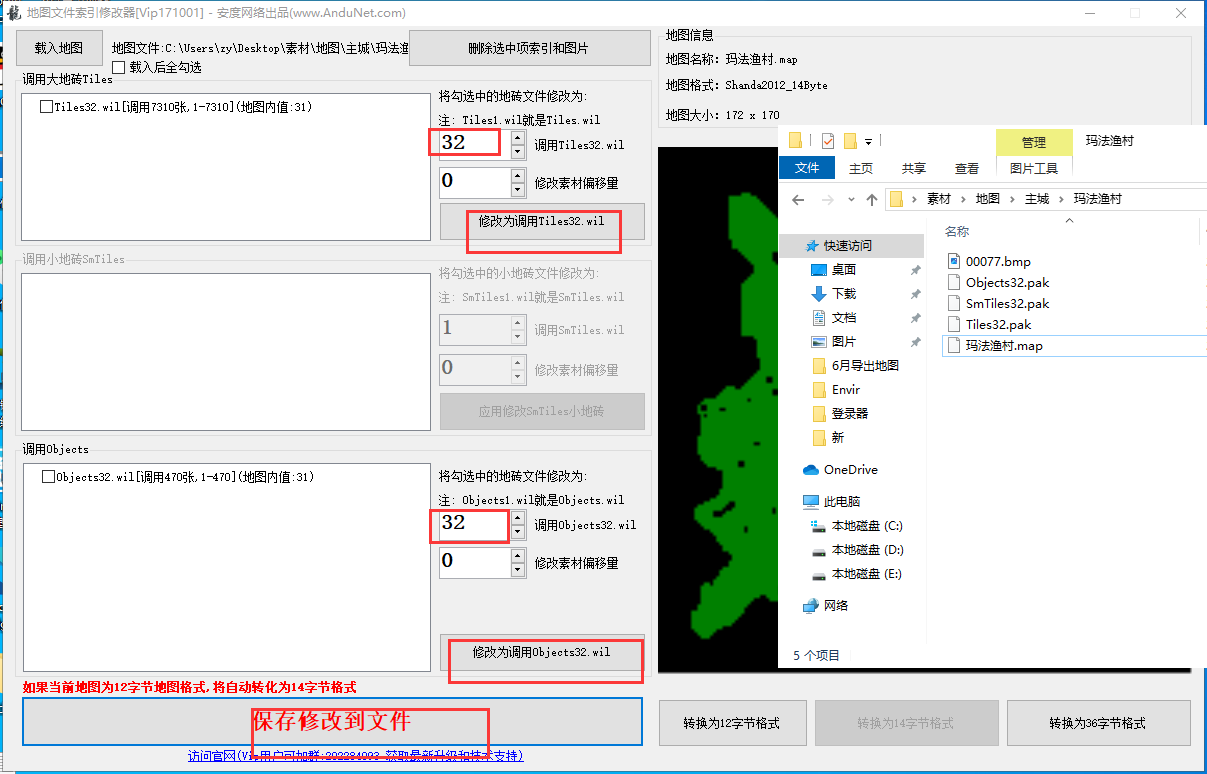 地图文件索引修改器[Vip171001] - 安度网络出品(www.AnduNet.com)
载入地图
地图文件:C:\Users\zy\Desktop\素材\地图\主城\玛法渔
载入后全勾选
删除选中项索引和图片
调用大地砖Tiles
Tiles32.wil[调用7310张,1-7310](地图内值:31)
将勾选中的地砖文件修改为:
注: Tiles1.wil就是Tiles.wil
32
调用Tiles32.wil
0
修改素材偏移量
修改为调用Tiles32.wil
调用小地砖SmTiles
将勾选中的小地砖文件修改为:
注: SmTiles1.wil就是SmTiles.wil
1
调用SmTiles.wil
0
修改素材偏移量
应用修改SmTiles小地砖
调用Objects
Objects32.wil[调用470张,1-470](地图内值:31)
将勾选中的地砖文件修改为:
注: Objects1.wil就是Objects.wil
32
调用Objects32.wil
0
修改素材偏移量
修改为调用Objects32.wil
如果当前地图为12字节地图格式,将自动转化为14字节格式
保存修改到文件
访问官网(Vip用户可加群:202284093 获取最新升级和技术支持)
地图信息
地图名称: 玛法渔村.map
地图格式: Shanda2012_14Byte
地图大小: 172 x 170
管理
玛法渔村
文件
主页
共享
查看
图片工具
素材 › 地图 › 主城 › 玛法渔村
快速访问
桌面
下载
文档
图片
6月导出地图
Envir
登录器
新
OneDrive
此电脑
本地磁盘 (C:)
本地磁盘 (D:)
本地磁盘 (E:)
网络
名称
00077.bmp
Objects32.pak
SmTiles32.pak
Tiles32.pak
玛法渔村.map
5 个项目
转换为12字节格式
转换为14字节格式
转换为36字节格式